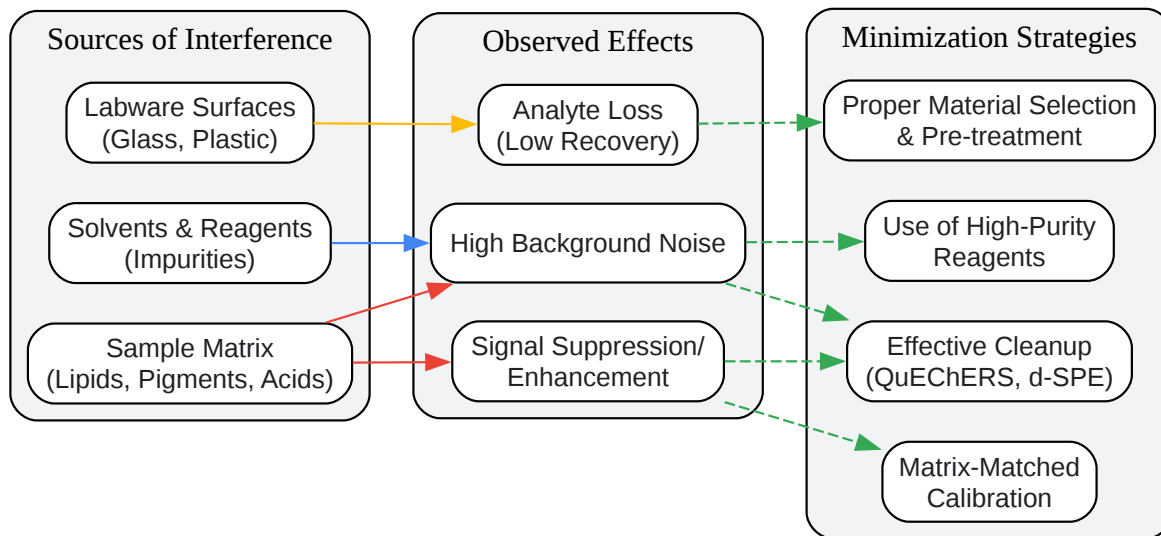 Sources of Interference
Labware Surfaces
(Glass, Plastic)
Solvents & Reagents
(Impurities)
Sample Matrix
(Lipids, Pigments, Acids)
Observed Effects
Analyte Loss
(Low Recovery)
High Background Noise
Signal Suppression/
Enhancement
Minimization Strategies
Proper Material Selection
& Pre-treatment
Use of High-Purity
Reagents
Effective Cleanup
(QuEChERS, d-SPE)
Matrix-Matched
Calibration